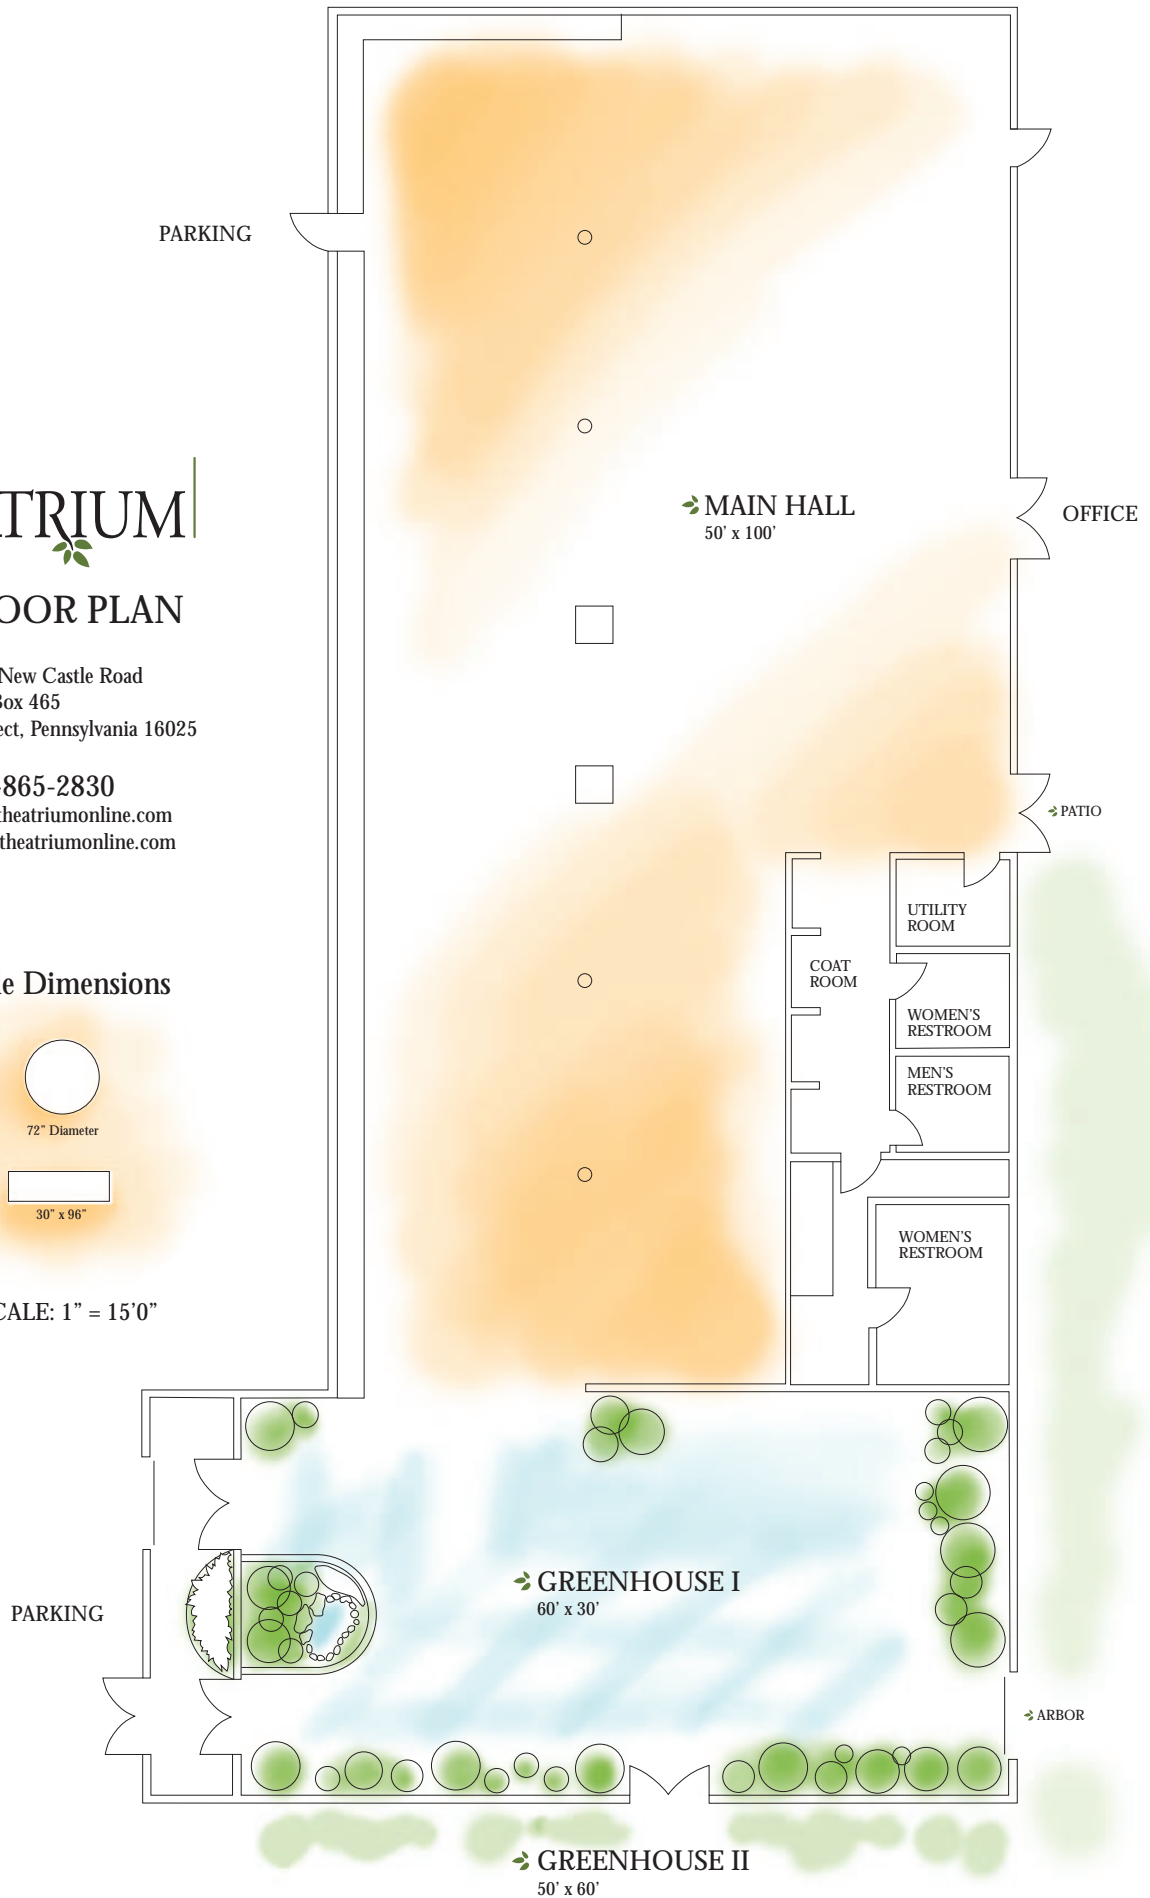 TRIUM
OOR PLAN
New Castle Road
Box 465
ect, Pennsylvania 16025
-865-2830
theatriumonline.com
theatriumonline.com
e Dimensions
72" Diameter
30" x 96"
CALE: 1” = 15’0”
PARKING
MAIN HALL
50’ x 100’
OFFICE
PATIO
UTILITY
ROOM
COAT
ROOM
WOMEN’S
RESTROOM
MEN’S
RESTROOM
WOMEN’S
RESTROOM
GREENHOUSE I
60’ x 30’
PARKING
ARBOR
GREENHOUSE II
50’ x 60’